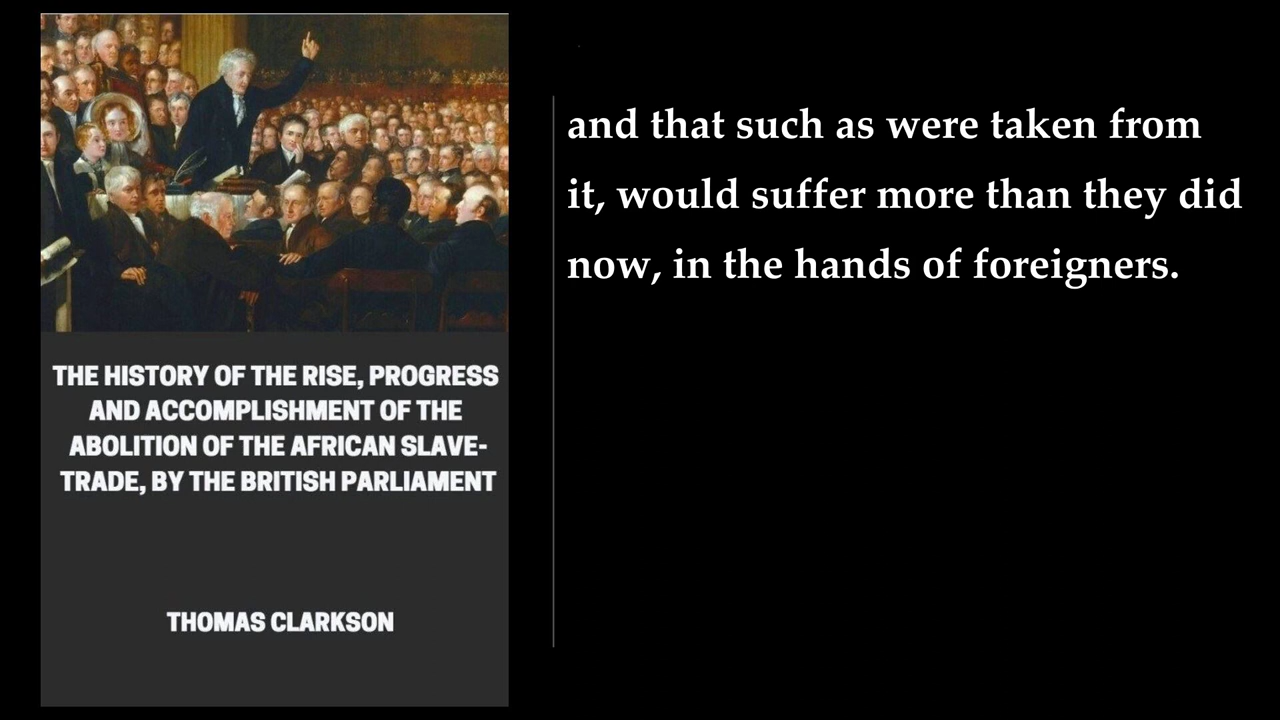 THE HISTORY OF THE RISE, PROGRESS
AND ACCOMPLISHMENT OF THE
ABOLITION OF THE AFRICAN SLAVE-
TRADE, BY THE BRITISH PARLIAMENT
THOMAS CLARKSON
and that such as were taken from
it, would suffer more than they did
now, in the hands of foreigners.